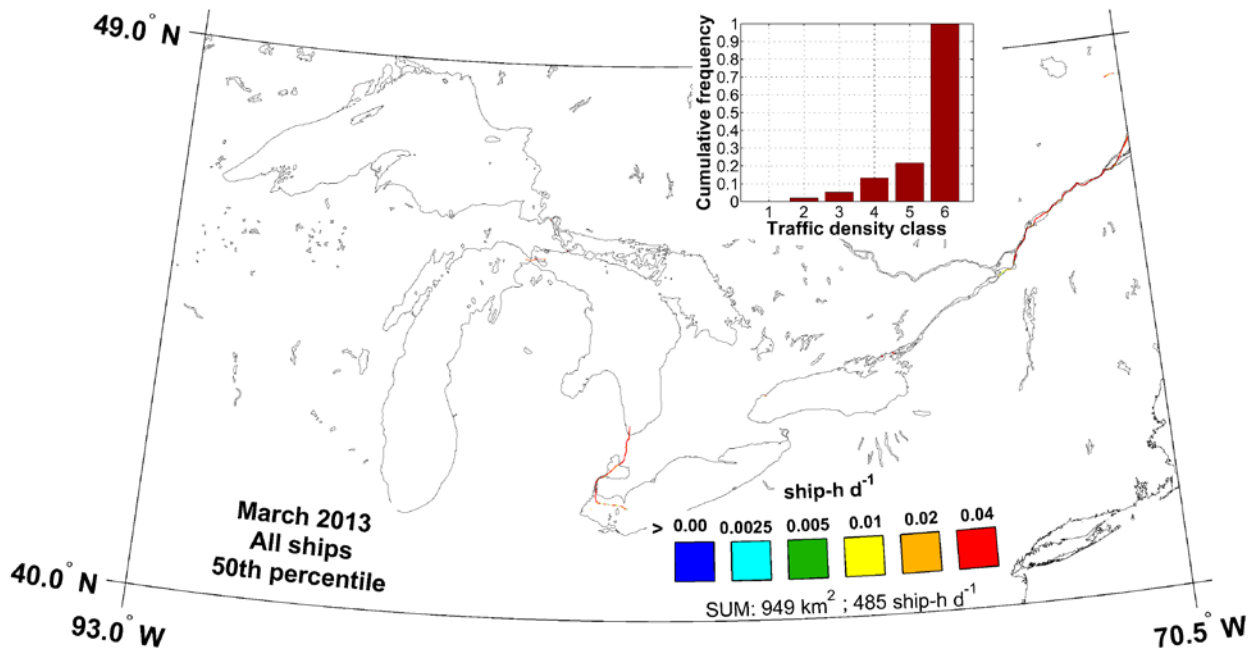 49.0° N
Cumulative frequency
1
0.9
0.8
0.7
0.6
0.5
0.4
0.3
0.2
0.1
0
1 2 3 4 5 6
Traffic density class
ship-h d⁻¹
> 0.00 0.0025 0.005 0.01 0.02 0.04
March 2013
All ships
50th percentile
SUM: 949 km² ; 485 ship-h d⁻¹
40.0° N
93.0° W
70.5° W